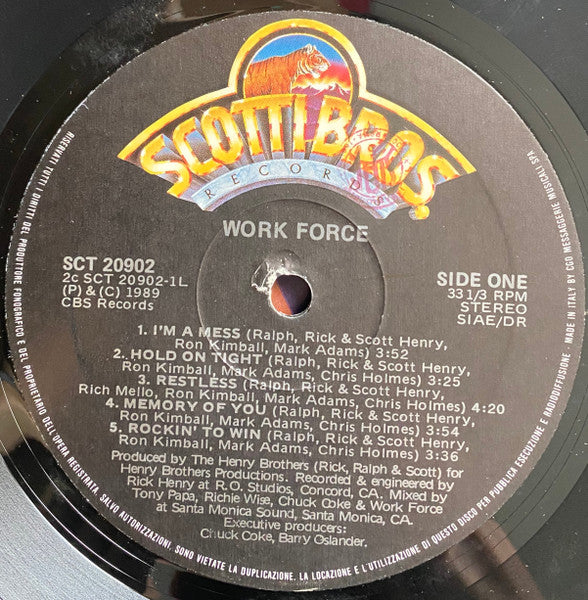 SCOTTI BROS.
RECORDS
WORK FORCE
SCT 20902
2c SCT 20902-1L
(P) & (C) 1989
CBS Records
SIDE ONE
33 1/3 RPM
STEREO
SIAE/DR
1. I'M A MESS (Ralph, Rick & Scott Henry,
Ron Kimball, Mark Adams) 3:52
2. HOLD ON TIGHT (Ralph, Rick & Scott Henry,
Ron Kimball, Mark Adams, Chris Holmes) 3:25
3. RESTLESS (Ralph, Rick & Scott Henry,
Rich Mello, Ron Kimball, Mark Adams, Chris Holmes) 4:20
4. MEMORY OF YOU (Ralph, Rick & Scott Henry,
Ron Kimball, Mark Adams, Chris Holmes) 3:54
5. ROCKIN' TO WIN (Ralph, Rick & Scott Henry,
Ron Kimball, Mark Adams, Chris Holmes) 3:36
Produced by The Henry Brothers (Rick, Ralph & Scott) for
Henry Brothers Productions. Recorded & engineered by
Rick Henry at R.O. Studios, Concord, CA. Mixed by
Tony Papa, Richie Wise, Chuck Coke & Work Force
at Santa Monica Sound, Santa Monica, CA.
Executive producers:
Chuck Coke, Barry Oslander.
RISERVATI TUTTI I DIRITTI DEL PRODUTTORE FONOGRAFICO E DEL PROPRIETARIO DELL'OPERA REGISTRATA. SALVO AUTORIZZAZIONI, SONO VIETATE LA DUPLICAZIONE, LA LOCAZIONE E L'UTILIZZAZIONE DI QUESTO DISCO PER PUBBLICA ESECUZIONE E RADIODIFFUSIONE - MADE IN ITALY BY CGD MESSAGGERIE MUSICALI SPA